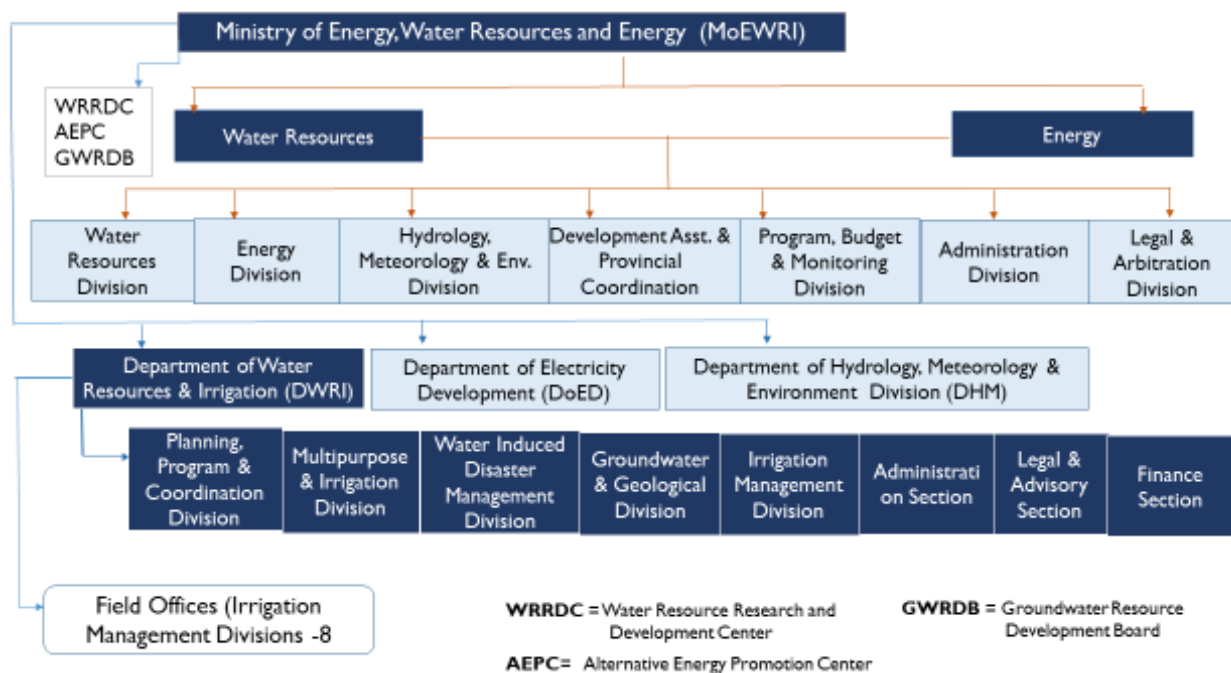 Ministry of Energy, Water Resources and Energy (MoEWRI)
WRRDC
AEPC
GWRDB
Water Resources
Energy
Water
Resources
Division
Energy
Division
Hydrology,
Meteorology & Env.
Division
Development Asst. &
Provincial
Coordination
Program, Budget
& Monitoring
Division
Administration
Division
Legal &
Arbitration
Division
Department of Water
Resources & Irrigation (DWRI)
Department of Electricity
Development (DoED)
Department of Hydrology, Meteorology &
Environment Division (DHM)
Planning,
Program &
Coordination
Division
Multipurpose
& Irrigation
Division
Water Induced
Disaster
Management
Division
Groundwater
& Geological
Division
Irrigation
Management
Division
Administrati
on Section
Legal &
Advisory
Section
Finance
Section
Field Offices (Irrigation
Management Divisions -8
WRRDC = Water Resource Research and
Development Center
AEPC= Alternative Energy Promotion Center
GWRDB = Groundwater Resource
Development Board